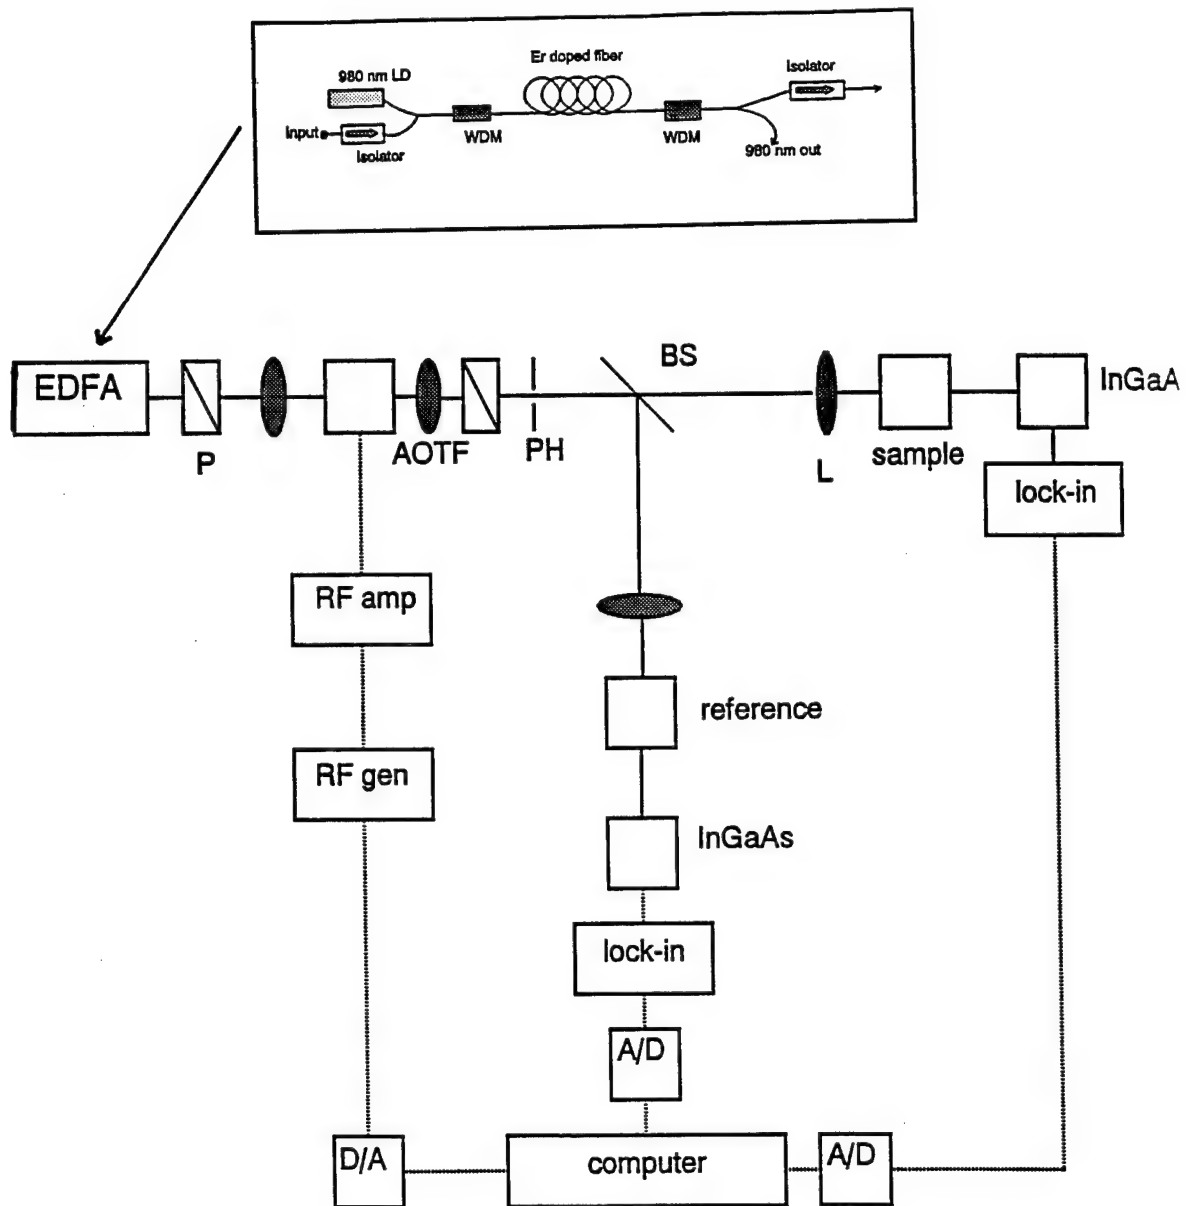 Er doped fiber
Isolator
980 nm LD
Input
Isolator
WDM
WDM
980 nm out
EDFA
P
AOTF
PH
BS
L
sample
InGaA
lock-in
RF amp
reference
RF gen
InGaAs
lock-in
A/D
D/A
computer
A/D